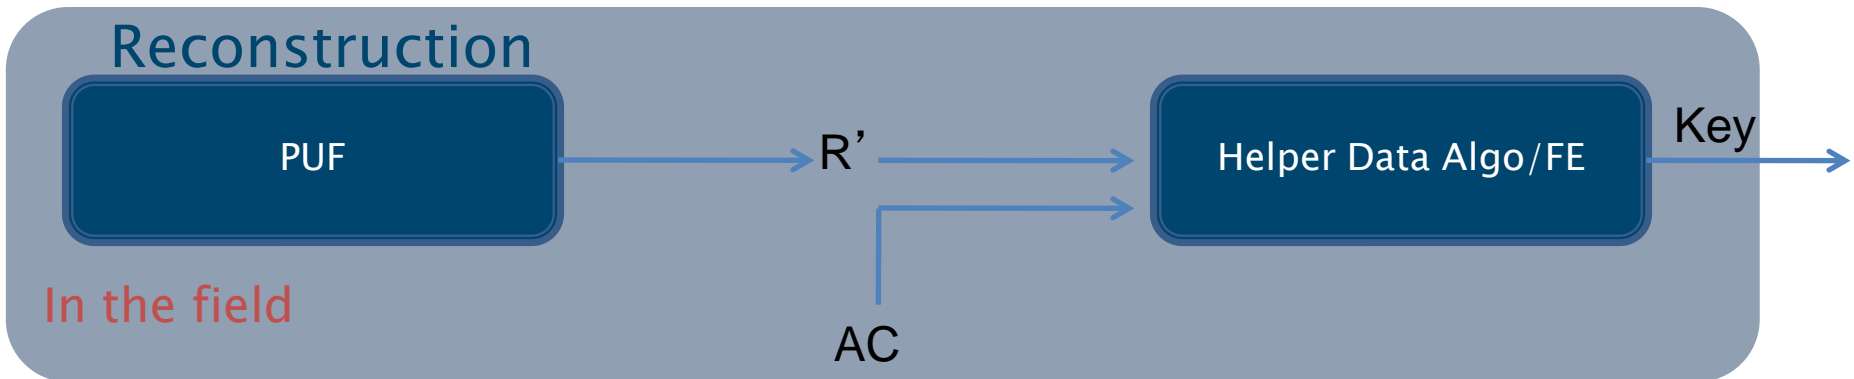 Reconstruction
PUF
R’
Helper Data Algo/FE
Key
In the field
AC